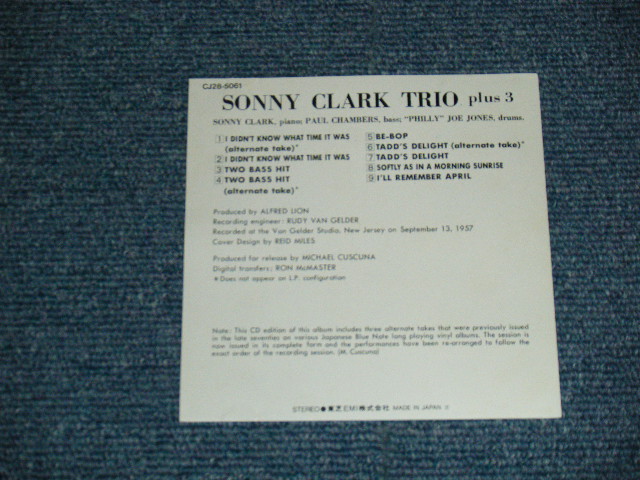 CJ28-5061
SONNY CLARK TRIO plus 3
SONNY CLARK, piano; PAUL CHAMBERS, bass; "PHILLY" JOE JONES, drums.
1 I DIDN'T KNOW WHAT TIME IT WAS
(alternate take)*
2 I DIDN'T KNOW WHAT TIME IT WAS
3 TWO BASS HIT
4 TWO BASS HIT
(alternate take)*
5 BE-BOP
6 TADD'S DELIGHT (alternate take)*
7 TADD'S DELIGHT
8 SOFTLY AS IN A MORNING SUNRISE
9 I'LL REMEMBER APRIL
Produced by ALFRED LION
Recording engineer: RUDY VAN GELDER
Recorded at the Van Gelder Studio, New Jersey on September 13, 1957
Cover Design by REID MILES
Produced for release by MICHAEL CUSCUNA
Digital transfers: RON McMASTER
* Does not appear on L.P. configuration
Note: This CD edition of this album includes three alternate takes that were previously issued
in the late seventies on various Japanese Blue Note long playing vinyl albums. The session is
now issued in its complete form and the performances have been re-arranged to follow the
exact order of the recording session. (M. Cuscuna)
STEREO●東芝EMI株式会社 MADE IN JAPAN